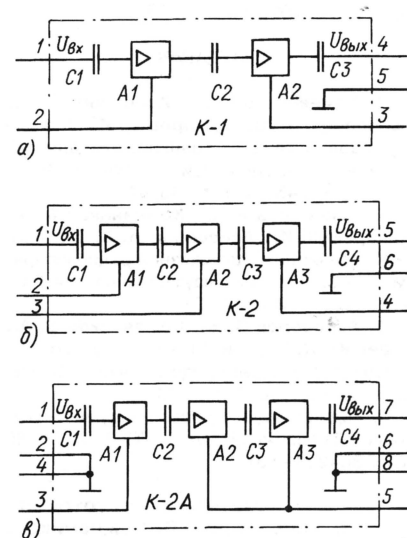 1 Uвх Uвых 4
C1 C2 C3 5
2 A1 A2 3
а) К-1
1 Uвх Uвых 5
C1 C2 C3 C4 6
2 A1 A2 A3
3 4
б) К-2
1 Uвх Uвых 7
2 C1 A1 C2 A2 C3 A3 C4 6
4 8
3 5
в) К-2А